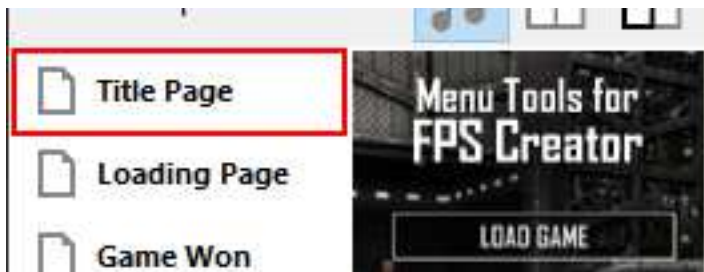 Title Page
Loading Page
Game Won
Menu Tools for
FPS Creator
LOAD GAME